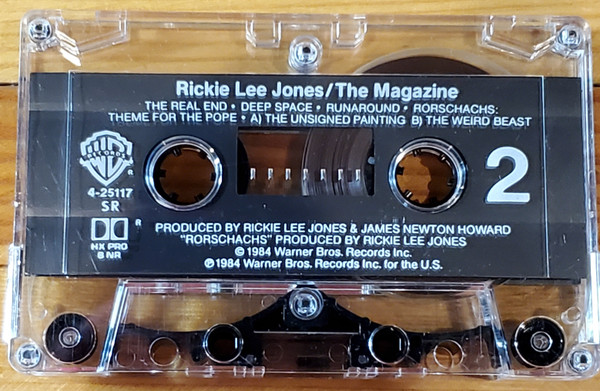 Rickie Lee Jones/The Magazine
THE REAL END • DEEP SPACE • RUNAROUND • RORSCHACHS:
THEME FOR THE POPE • A) THE UNSIGNED PAINTING B) THE WEIRD BEAST
RECORDS
®
4-25117
SR
2
®
HX PRO
B NR
PRODUCED BY RICKIE LEE JONES & JAMES NEWTON HOWARD
"RORSCHACHS" PRODUCED BY RICKIE LEE JONES
© 1984 Warner Bros. Records Inc.
℗ 1984 Warner Bros. Records Inc. for the U.S.